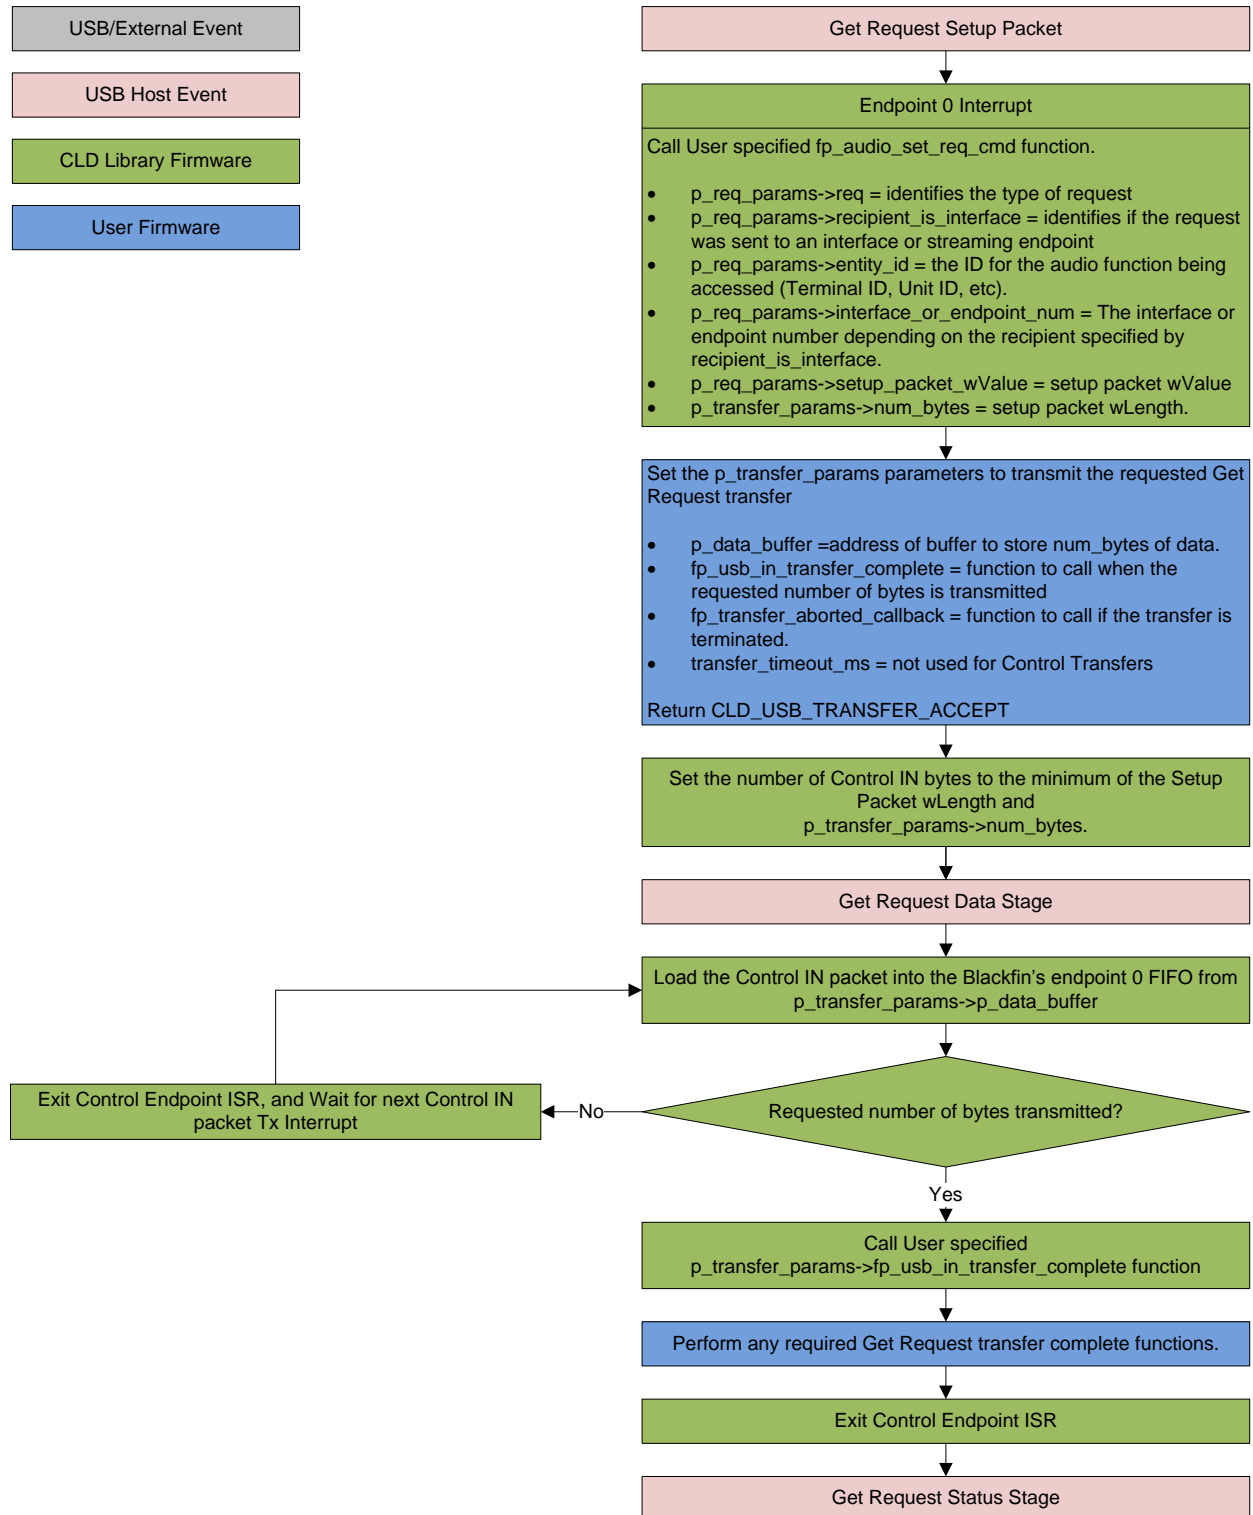 USB/External Event
USB Host Event
CLD Library Firmware
User Firmware
Get Request Setup Packet
Endpoint 0 Interrupt
Call User specified fp_audio_set_req_cmd function.
• p_req_params->req = identifies the type of request
• p_req_params->recipient_is_interface = identifies if the request
was sent to an interface or streaming endpoint
• p_req_params->entity_id = the ID for the audio function being
accessed (Terminal ID, Unit ID, etc).
• p_req_params->interface_or_endpoint_num = The interface or
endpoint number depending on the recipient specified by
recipient_is_interface.
• p_req_params->setup_packet_wValue = setup packet wValue
• p_transfer_params->num_bytes = setup packet wLength.
Set the p_transfer_params parameters to transmit the requested Get
Request transfer
• p_data_buffer =address of buffer to store num_bytes of data.
• fp_usb_in_transfer_complete = function to call when the
requested number of bytes is transmitted
• fp_transfer_aborted_callback = function to call if the transfer is
terminated.
• transfer_timeout_ms = not used for Control Transfers
Return CLD_USB_TRANSFER_ACCEPT
Set the number of Control IN bytes to the minimum of the Setup
Packet wLength and
p_transfer_params->num_bytes.
Get Request Data Stage
Load the Control IN packet into the Blackfin’s endpoint 0 FIFO from
p_transfer_params->p_data_buffer
Exit Control Endpoint ISR, and Wait for next Control IN
packet Tx Interrupt
No
Requested number of bytes transmitted?
Yes
Call User specified
p_transfer_params->fp_usb_in_transfer_complete function
Perform any required Get Request transfer complete functions.
Exit Control Endpoint ISR
Get Request Status Stage